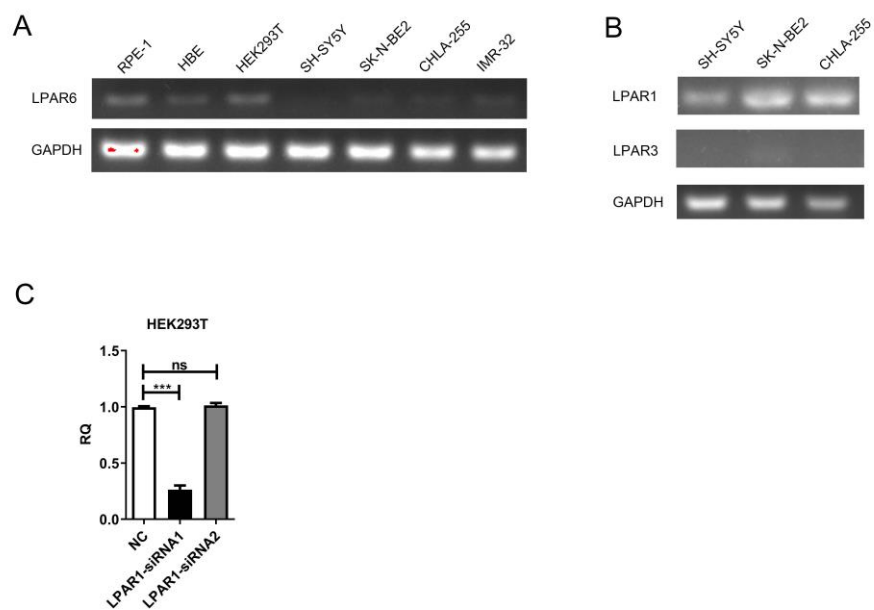 A
RPE-1 HBE HEK293T SH-SY5Y SK-N-BE2 CHLA-255 IMR-32
LPAR6
GAPDH
B
SH-SY5Y SK-N-BE2 CHLA-255
LPAR1
LPAR3
GAPDH
C
HEK293T
1.5
1.0
0.5
0.0
RQ
ns
***
NC LPAR1-siRNA1 LPAR1-siRNA2